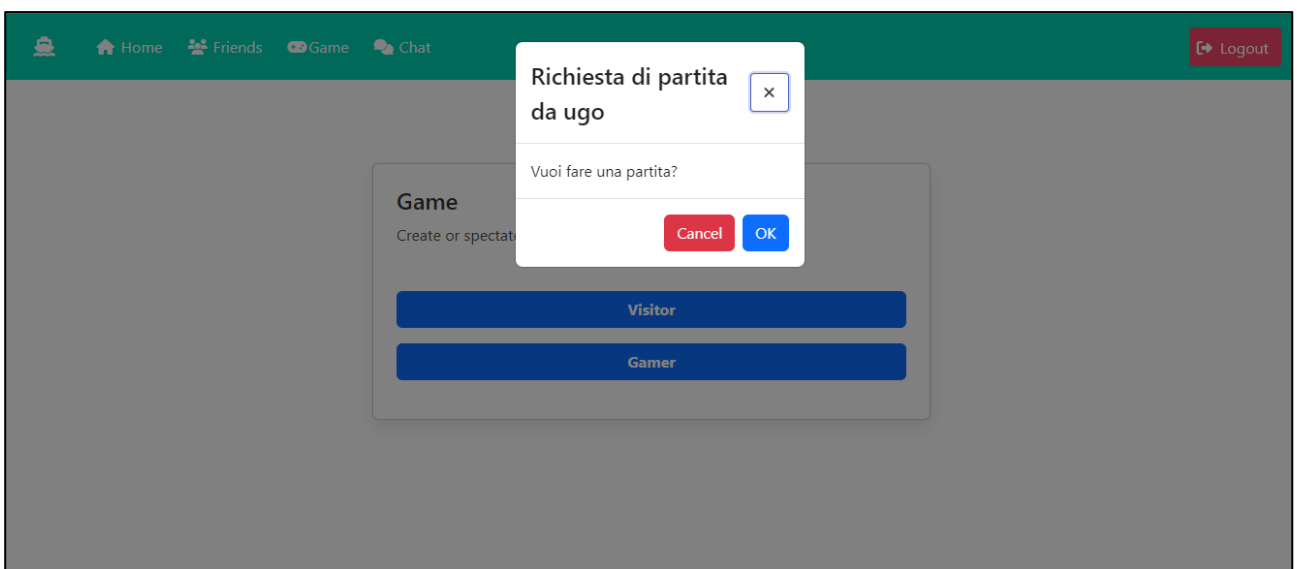 Home Friends Game Chat Logout
Richiesta di partita
da ugo
×
Vuoi fare una partita?
Cancel OK
Game
Create or spectate
Visitor
Gamer